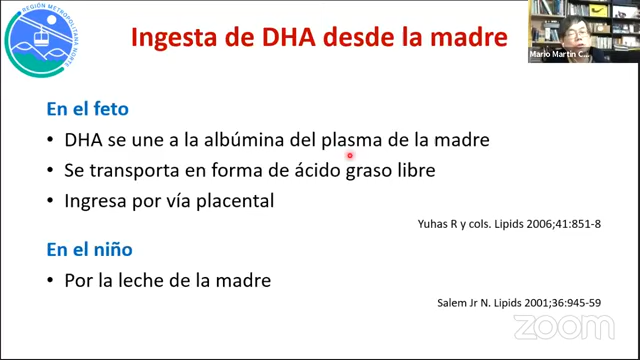 REGIÓN METROPOLITANA NORTE
Ingesta de DHA desde la madre
Mario Martin C...
En el feto
• DHA se une a la albúmina del plasma de la madre
• Se transporta en forma de ácido graso libre
• Ingresa por vía placental
Yuhas R y cols. Lipids 2006;41:851-8
En el niño
• Por la leche de la madre
Salem Jr N. Lipids 2001;36:945-59
zoom